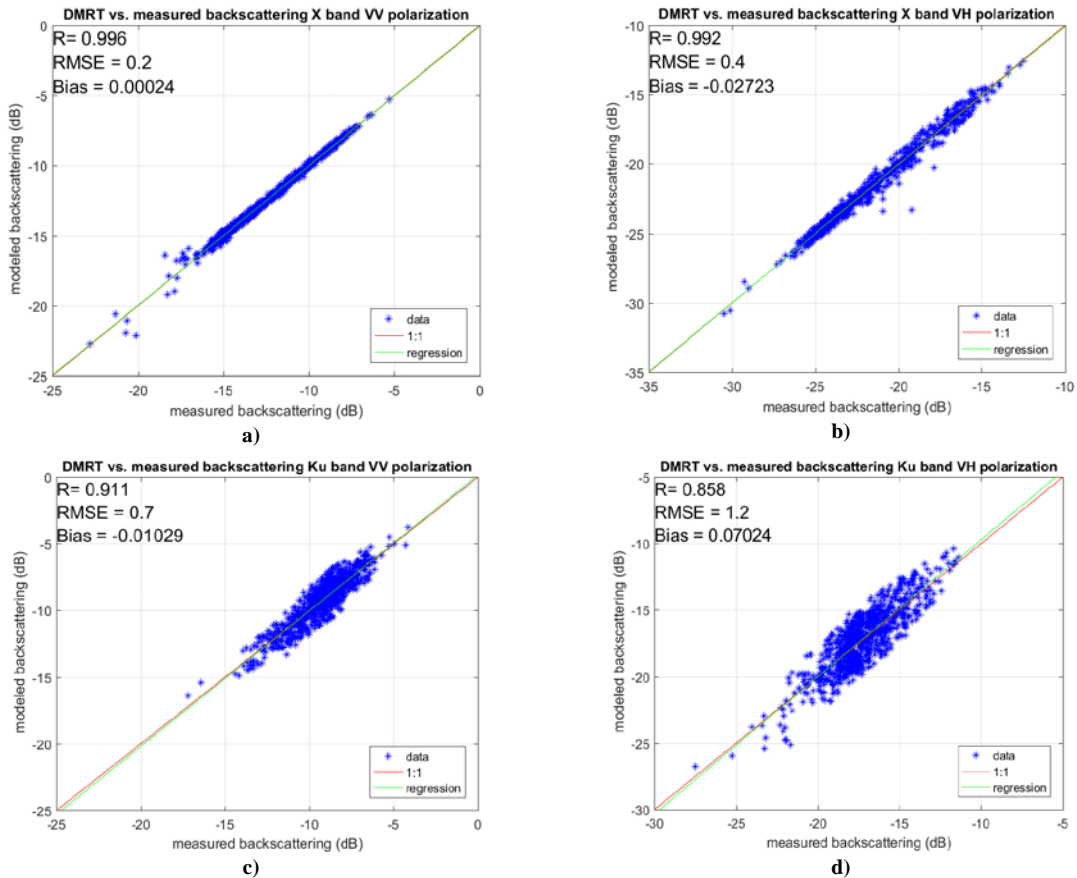 DMRT vs. measured backscattering X band VV polarization
R= 0.996
RMSE = 0.2
Bias = 0.00024
modeled backscattering (dB)
0
-5
-10
-15
-20
-25
data
1:1
regression
-25 -20 -15 -10 -5 0
measured backscattering (dB)
a)
DMRT vs. measured backscattering X band VH polarization
R= 0.992
RMSE = 0.4
Bias = -0.02723
modeled backscattering (dB)
-10
-15
-20
-25
-30
-35
data
1:1
regression
-35 -30 -25 -20 -15 -10
measured backscattering (dB)
b)
DMRT vs. measured backscattering Ku band VV polarization
R= 0.911
RMSE = 0.7
Bias = -0.01029
modeled backscattering (dB)
0
-5
-10
-15
-20
-25
data
1:1
regression
-25 -20 -15 -10 -5 0
measured backscattering (dB)
c)
DMRT vs. measured backscattering Ku band VH polarization
R= 0.858
RMSE = 1.2
Bias = 0.07024
modeled backscattering (dB)
-5
-10
-15
-20
-25
-30
data
1:1
regression
-30 -25 -20 -15 -10 -5
measured backscattering (dB)
d)